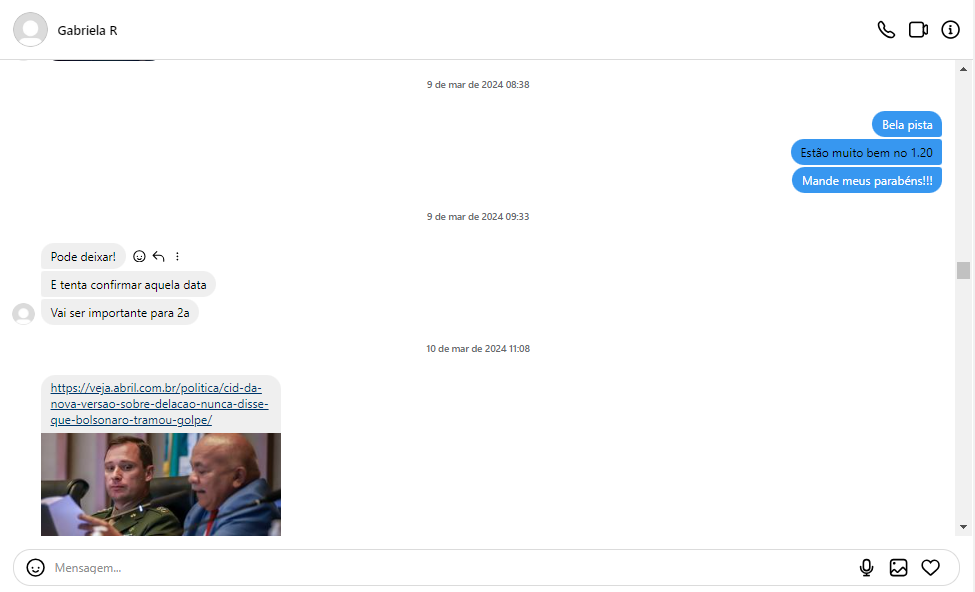 Gabriela R
9 de mar de 2024 08:38
Bela pista
Estão muito bem no 1.20
Mande meus parabéns!!!
9 de mar de 2024 09:33
Pode deixar!
E tenta confirmar aquela data
Vai ser importante para 2a
10 de mar de 2024 11:08
https://veja.abril.com.br/politica/cid-da-
nova-versao-sobre-delacao-nunca-disse-
que-bolsonaro-tramou-golpe/
Mensagem...